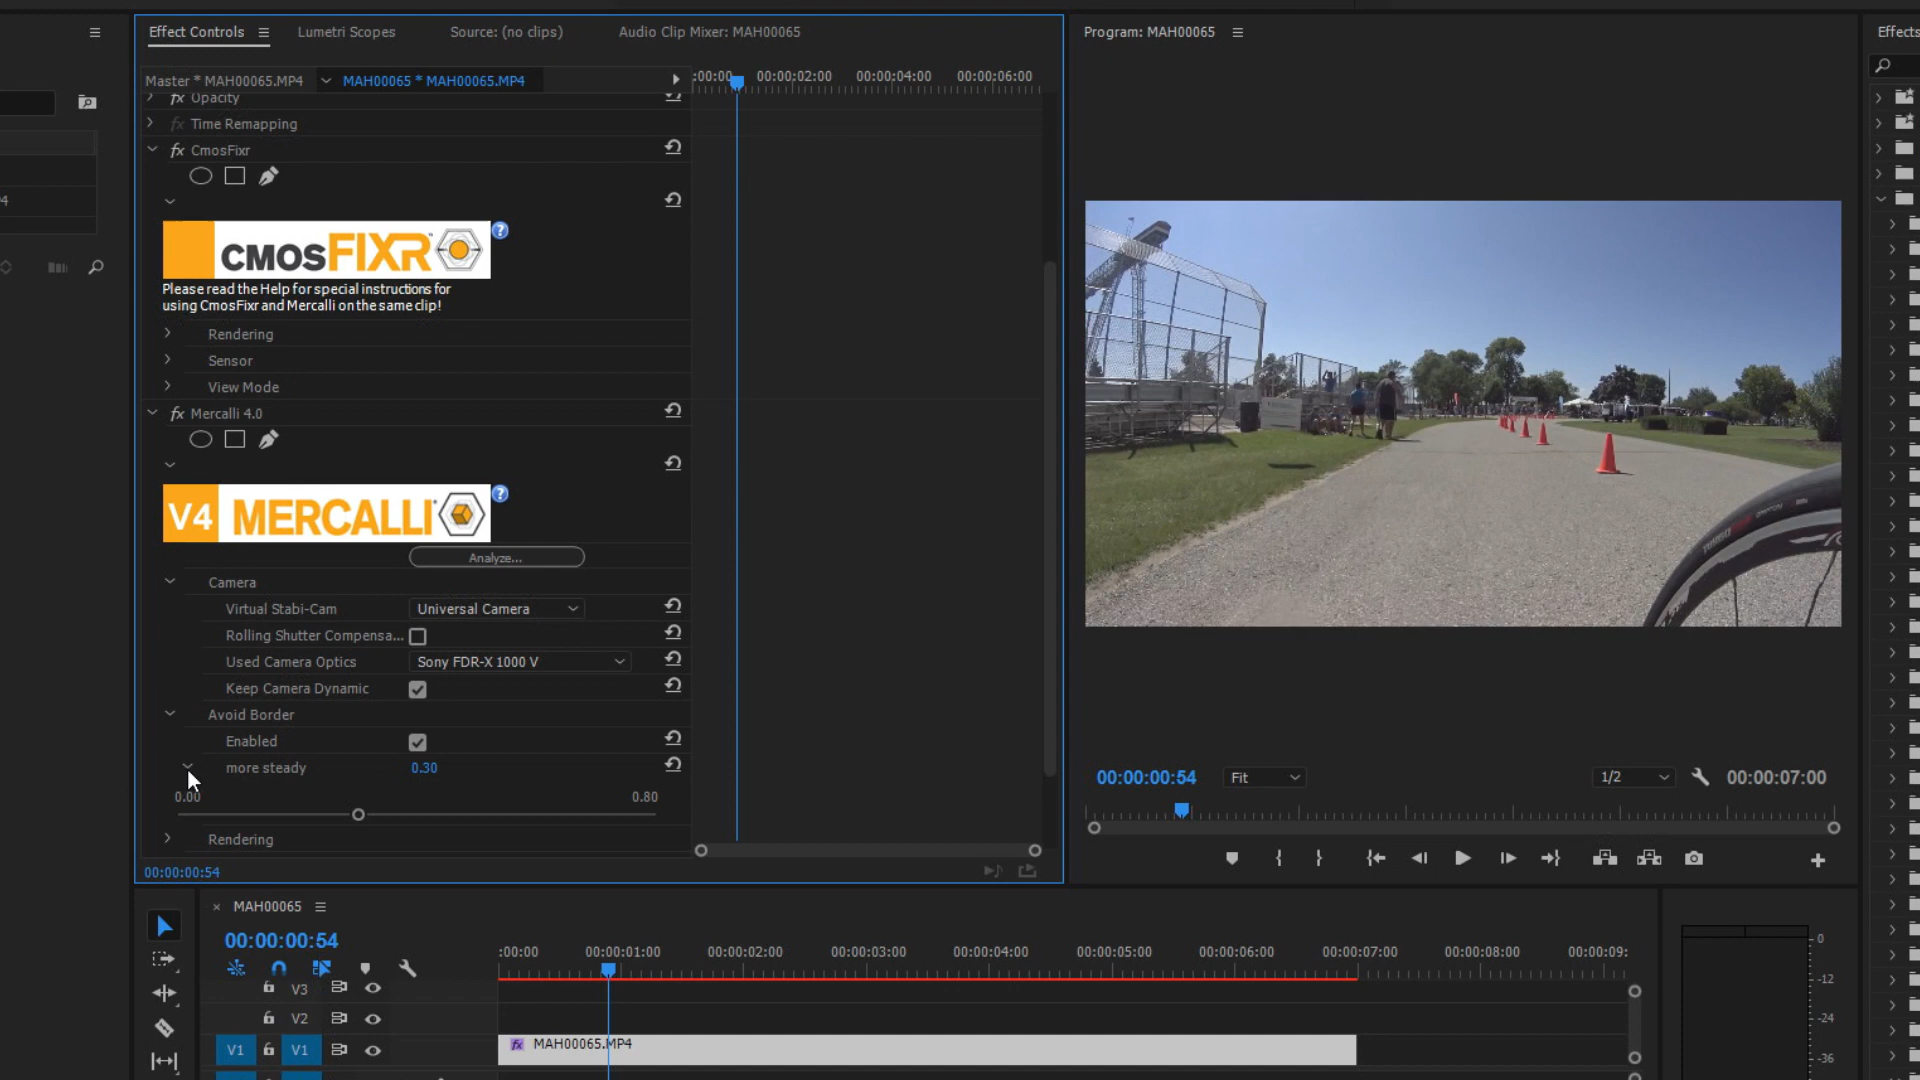 Effect Controls
Lumetri Scopes
Source: (no clips)
Audio Clip Mixer: MAH00065
Program: MAH00065
Effects
Master * MAH00065.MP4
MAH00065 * MAH00065.MP4
:00:00
00:00:02:00
00:00:04:00
00:00:06:00
fx Opacity
fx Time Remapping
fx CmosFixr
CMOSFIXR
?
Please read the Help for special instructions for
using CmosFixr and Mercalli on the same clip!
Rendering
Sensor
View Mode
fx Mercalli 4.0
V4 MERCALLI
?
Analyze...
Camera
Virtual Stabi-Cam
Universal Camera
Rolling Shutter Compensa...
Used Camera Optics
Sony FDR-X 1000 V
Keep Camera Dynamic
Avoid Border
Enabled
more steady
0.30
0.00
0.80
Rendering
00:00:00:54
00:00:00:54
Fit
1/2
00:00:07:00
MAH00065
00:00:00:54
:00:00
00:00:01:00
00:00:02:00
00:00:03:00
00:00:04:00
00:00:05:00
00:00:06:00
00:00:07:00
00:00:08:00
00:00:09:
V3
V2
V1
V1
fx MAH00065.MP4
0
-12
-24
-36